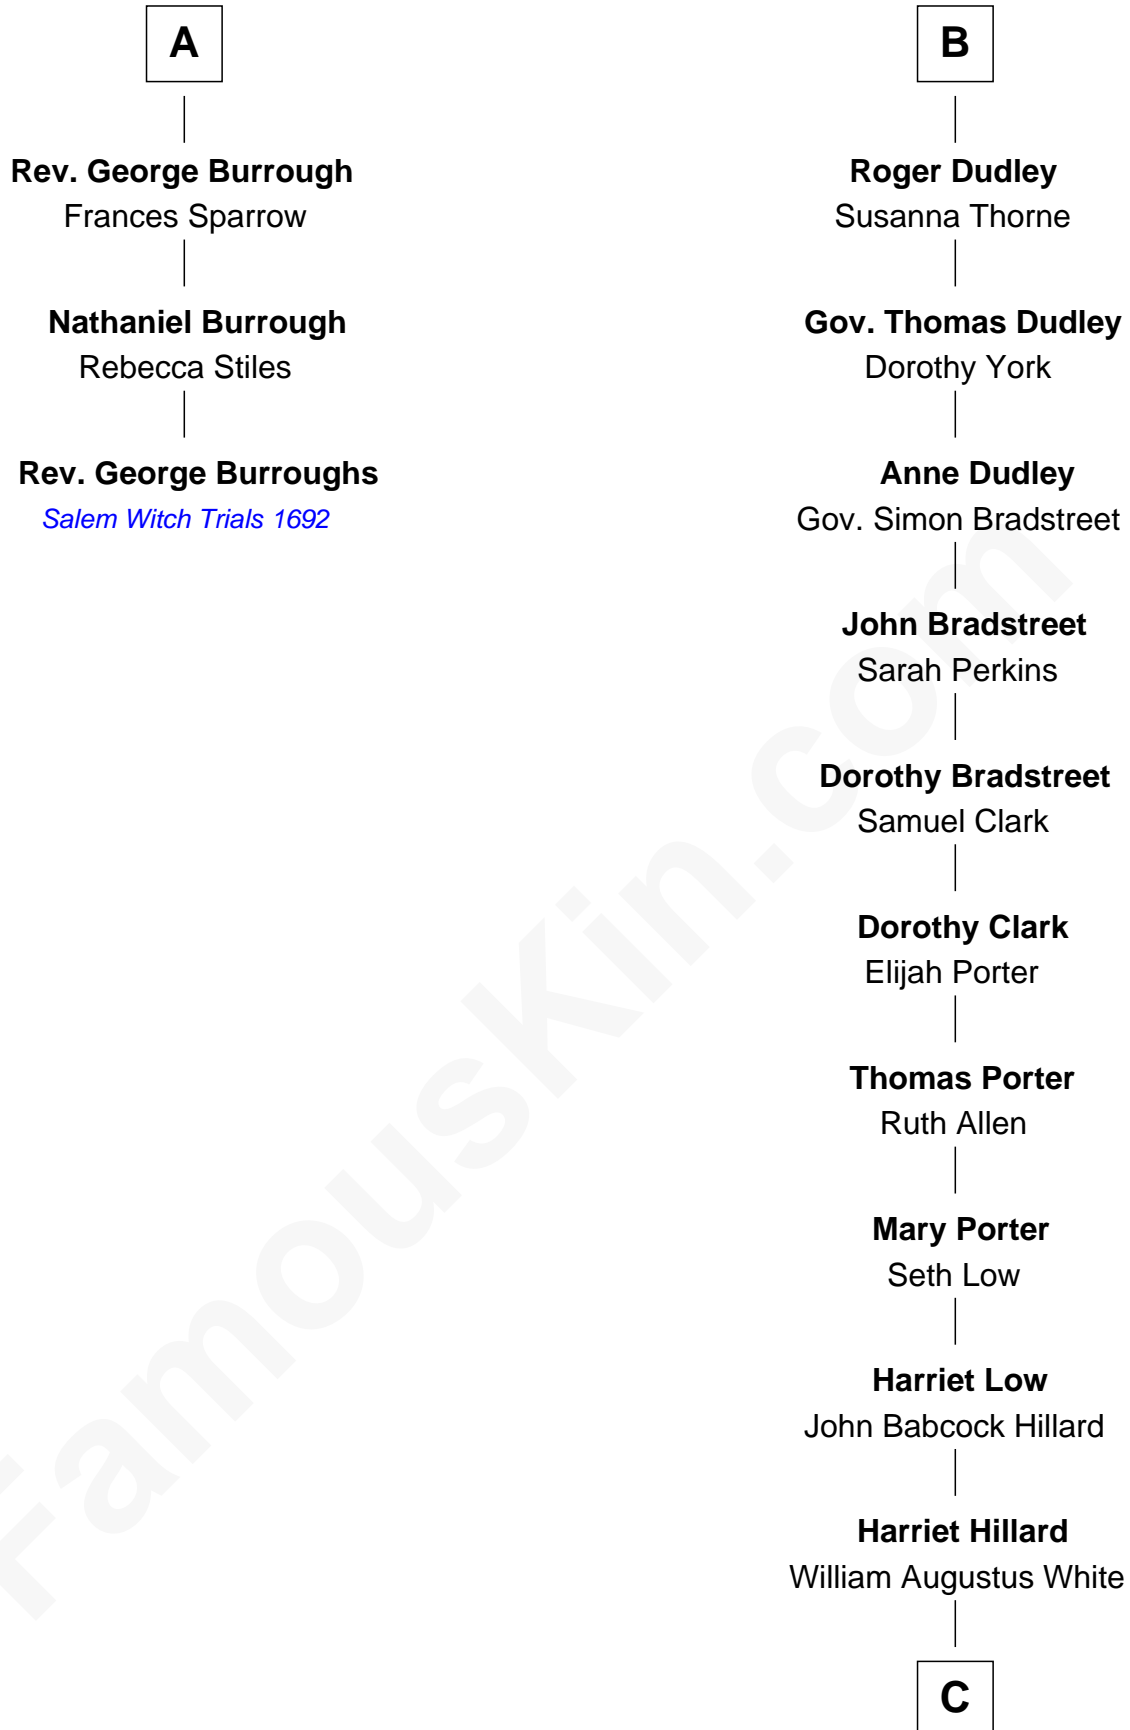 A
Rev. George Burrough
Frances Sparrow
Nathaniel Burrough
Rebecca Stiles
Rev. George Burroughs
Salem Witch Trials 1692
B
Roger Dudley
Susanna Thorne
Gov. Thomas Dudley
Dorothy York
Anne Dudley
Gov. Simon Bradstreet
John Bradstreet
Sarah Perkins
Dorothy Bradstreet
Samuel Clark
Dorothy Clark
Elijah Porter
Thomas Porter
Ruth Allen
Mary Porter
Seth Low
Harriet Low
John Babcock Hillard
Harriet Hillard
William Augustus White
C
FamousKin.com